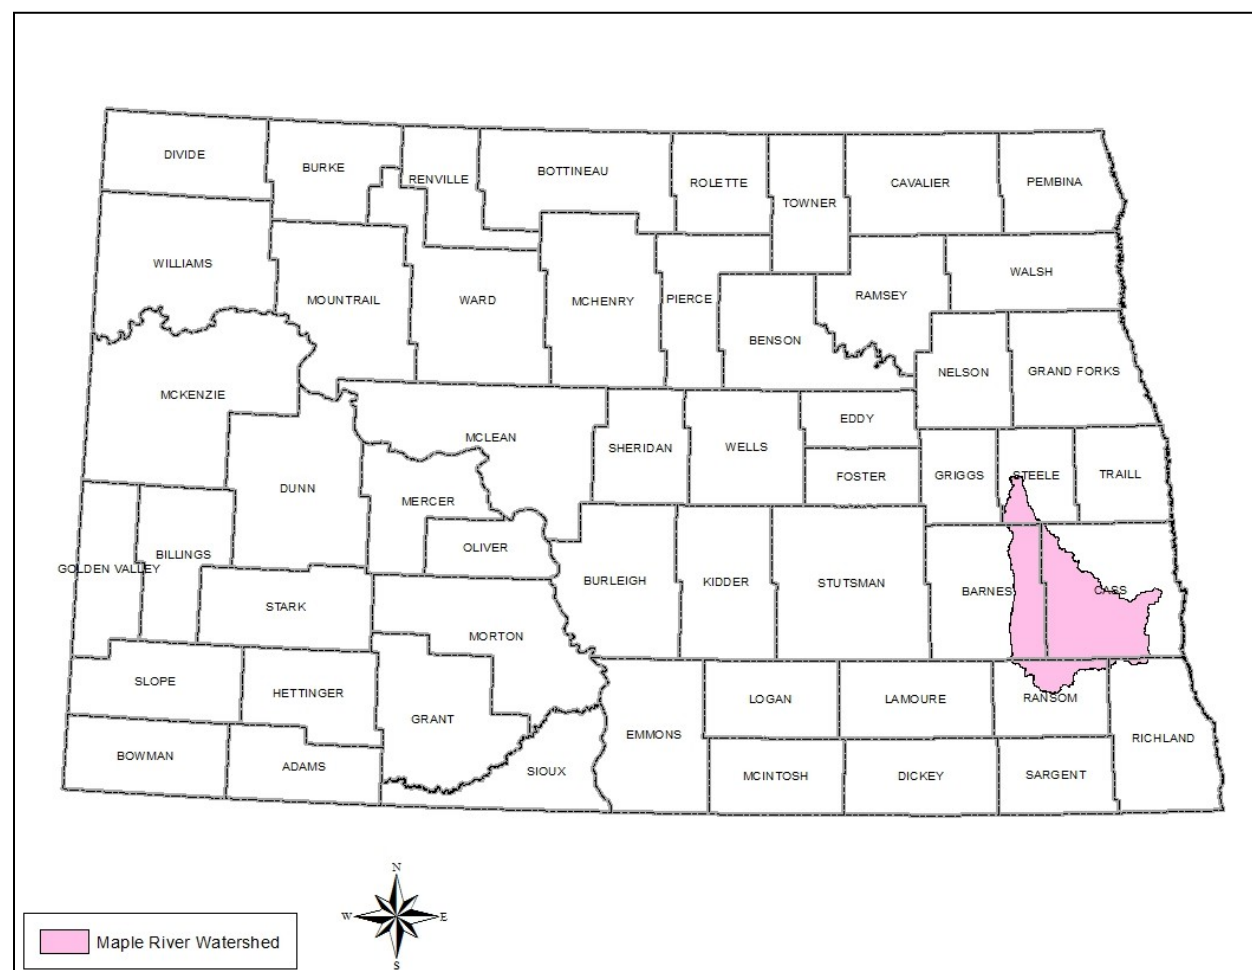 DIVIDE
BURKE
RENVILLE
BOTTINEAU
ROLETTE
TOWNER
CAVALIER
PEMBINA
WILLIAMS
MOUNTRAIL
WARD
MCHENRY
PIERCE
BENSON
RAMSEY
WALSH
MCKENZIE
NELSON
GRAND FORKS
MCLEAN
SHERIDAN
WELLS
EDDY
FOSTER
GRIGGS
STEELE
TRAILL
DUNN
MERCER
OLIVER
GOLDEN VALLEY
BILLINGS
STARK
BURLEIGH
KIDDER
STUTSMAN
BARNES
CASS
MORTON
SLOPE
HETTINGER
GRANT
EMMONS
LOGAN
LAMOURE
RANSOM
RICHLAND
BOWMAN
ADAMS
SIOUX
MCINTOSH
DICKEY
SARGENT
N
W
E
S
Maple River Watershed